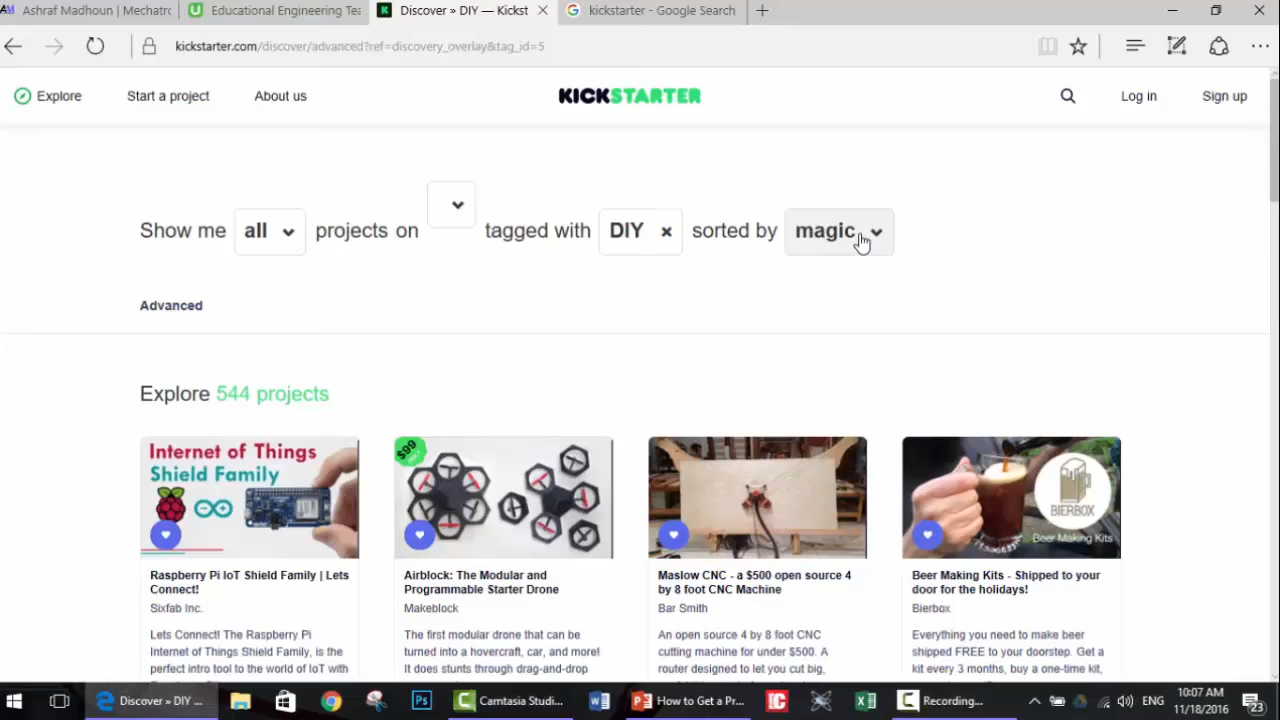 Ashraf Madhoun | Mechatr
Educational Engineering Te
Discover » DIY — Kickst
kickstarter - Google Search
kickstarter.com/discover/advanced?ref=discovery_overlay&tag_id=5
Explore
Start a project
About us
KICKSTARTER
Log in
Sign up
Show me all projects on tagged with DIY × sorted by magic
Advanced
Explore 544 projects
Internet of Things
Shield Family
$99
BIERBOX
Beer Making Kits
Raspberry Pi IoT Shield Family | Lets
Connect!
Sixfab Inc.
Lets Connect! The Raspberry Pi
Internet of Things Shield Family, is the
perfect intro tool to the world of IoT with
Airblock: The Modular and
Programmable Starter Drone
Makeblock
The first modular drone that can be
turned into a hovercraft, car, and more!
It does stunts through drag-and-drop
Maslow CNC - a $500 open source 4
by 8 foot CNC Machine
Bar Smith
An open source 4 by 8 foot CNC
cutting machine for under $500. A
router designed to let you cut big,
Beer Making Kits - Shipped to your
door for the holidays!
Bierbox
Everything you need to make beer
shipped FREE to your doorstep. Get a
kit every 3 months, buy a one-time kit,
Discover » DIY ...
Ps
Camtasia Studi...
How to Get a Pr...
IC
Recording...
ENG
10:07 AM
11/18/2016
23